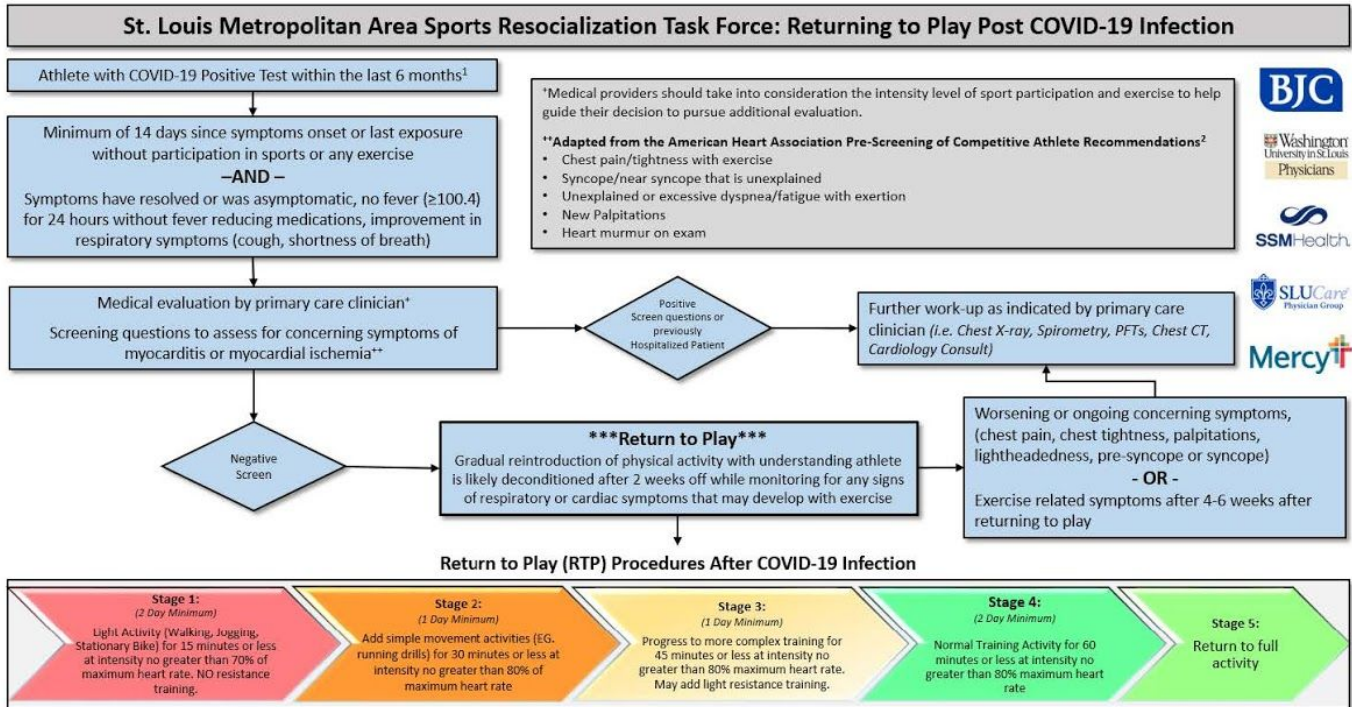 St. Louis Metropolitan Area Sports Resocialization Task Force: Returning to Play Post COVID-19 Infection
Athlete with COVID-19 Positive Test within the last 6 months¹
Minimum of 14 days since symptoms onset or last exposure
without participation in sports or any exercise
–AND –
Symptoms have resolved or was asymptomatic, no fever (≥100.4)
for 24 hours without fever reducing medications, improvement in
respiratory symptoms (cough, shortness of breath)
⁺Medical providers should take into consideration the intensity level of sport participation and exercise to help
guide their decision to pursue additional evaluation.
⁺⁺Adapted from the American Heart Association Pre-Screening of Competitive Athlete Recommendations²
• Chest pain/tightness with exercise
• Syncope/near syncope that is unexplained
• Unexplained or excessive dyspnea/fatigue with exertion
• New Palpitations
• Heart murmur on exam
BJC
Washington
University in St. Louis
Physicians
SSMHealth.
SLUCare
Physician Group
Mercy
Medical evaluation by primary care clinician⁺
Screening questions to assess for concerning symptoms of
myocarditis or myocardial ischemia⁺⁺
Positive
Screen questions or
previously
Hospitalized Patient
Further work-up as indicated by primary care
clinician (i.e. Chest X-ray, Spirometry, PFTs, Chest CT,
Cardiology Consult)
Negative
Screen
***Return to Play***
Gradual reintroduction of physical activity with understanding athlete
is likely deconditioned after 2 weeks off while monitoring for any signs
of respiratory or cardiac symptoms that may develop with exercise
Worsening or ongoing concerning symptoms,
(chest pain, chest tightness, palpitations,
lightheadedness, pre-syncope or syncope)
- OR -
Exercise related symptoms after 4-6 weeks after
returning to play
Return to Play (RTP) Procedures After COVID-19 Infection
Stage 1:
(2 Day Minimum)
Light Activity (Walking, Jogging,
Stationary Bike) for 15 minutes or less
at intensity no greater than 70% of
maximum heart rate. NO resistance
training.
Stage 2:
(1 Day Minimum)
Add simple movement activities (EG.
running drills) for 30 minutes or less at
intensity no greater than 80% of
maximum heart rate
Stage 3:
(1 Day Minimum)
Progress to more complex training for
45 minutes or less at intensity no
greater than 80% maximum heart rate.
May add light resistance training.
Stage 4:
(2 Day Minimum)
Normal Training Activity for 60
minutes or less at intensity no
greater than 80% maximum heart
rate
Stage 5:
Return to full
activity